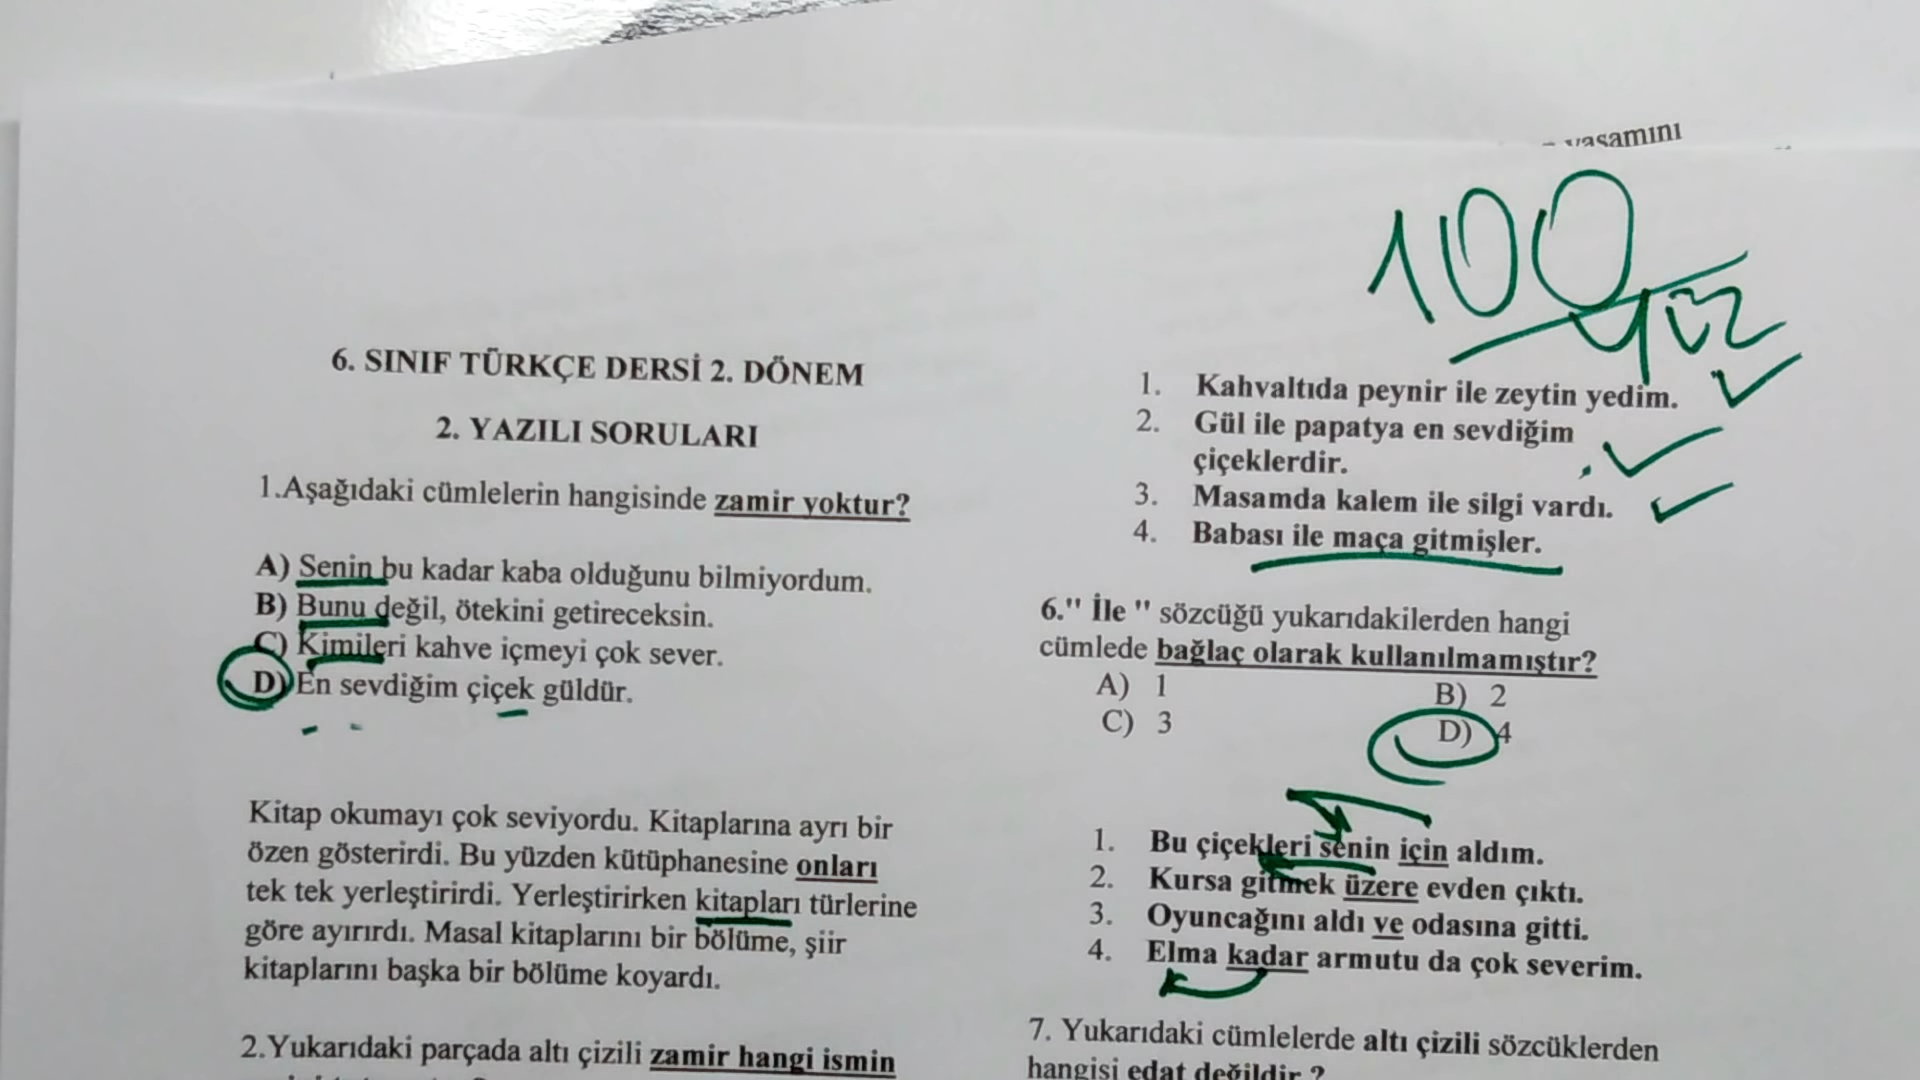 yaşamını
100
yüz
6. SINIF TÜRKÇE DERSİ 2. DÖNEM
2. YAZILI SORULARI
1.Aşağıdaki cümlelerin hangisinde zamir yoktur?
A) Senin bu kadar kaba olduğunu bilmiyordum.
B) Bunu değil, ötekini getireceksin.
C) Kimileri kahve içmeyi çok sever.
D) En sevdiğim çiçek güldür.
Kitap okumayı çok seviyordu. Kitaplarına ayrı bir
özen gösterirdi. Bu yüzden kütüphanesine onları
tek tek yerleştirirdi. Yerleştirirken kitapları türlerine
göre ayırırdı. Masal kitaplarını bir bölüme, şiir
kitaplarını başka bir bölüme koyardı.
2.Yukarıdaki parçada altı çizili zamir hangi ismin
1. Kahvaltıda peynir ile zeytin yedim.
2. Gül ile papatya en sevdiğim
çiçeklerdir.
3. Masamda kalem ile silgi vardı.
4. Babası ile maça gitmişler.
6." İle " sözcüğü yukarıdakilerden hangi
cümlede bağlaç olarak kullanılmamıştır?
A) 1 B) 2
C) 3 D) 4
1. Bu çiçekleri senin için aldım.
2. Kursa gitmek üzere evden çıktı.
3. Oyuncağını aldı ve odasına gitti.
4. Elma kadar armutu da çok severim.
7. Yukarıdaki cümlelerde altı çizili sözcüklerden
hangisi edat değildir ?